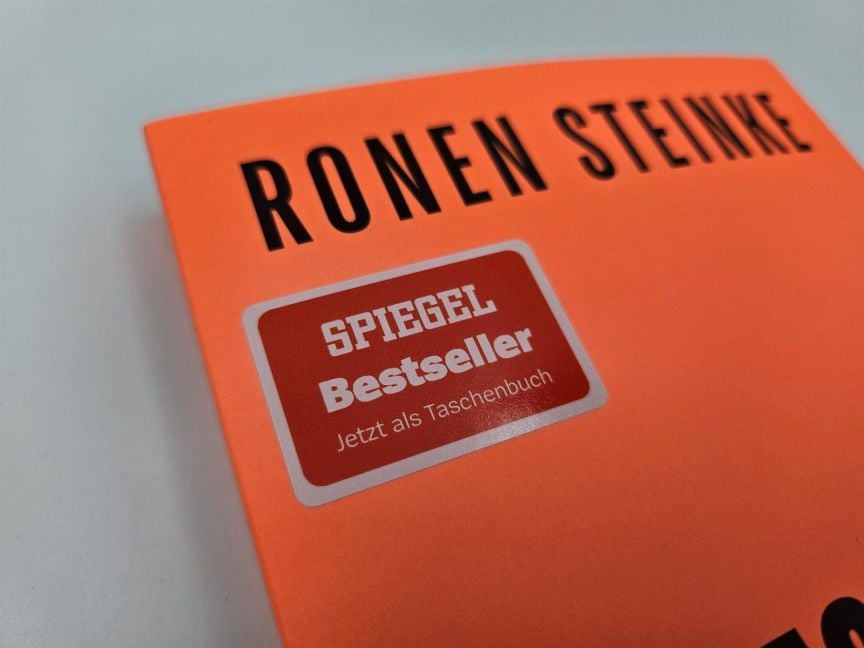 RONEN STEINKE
SPIEGEL
Bestseller
Jetzt als Taschenbuch